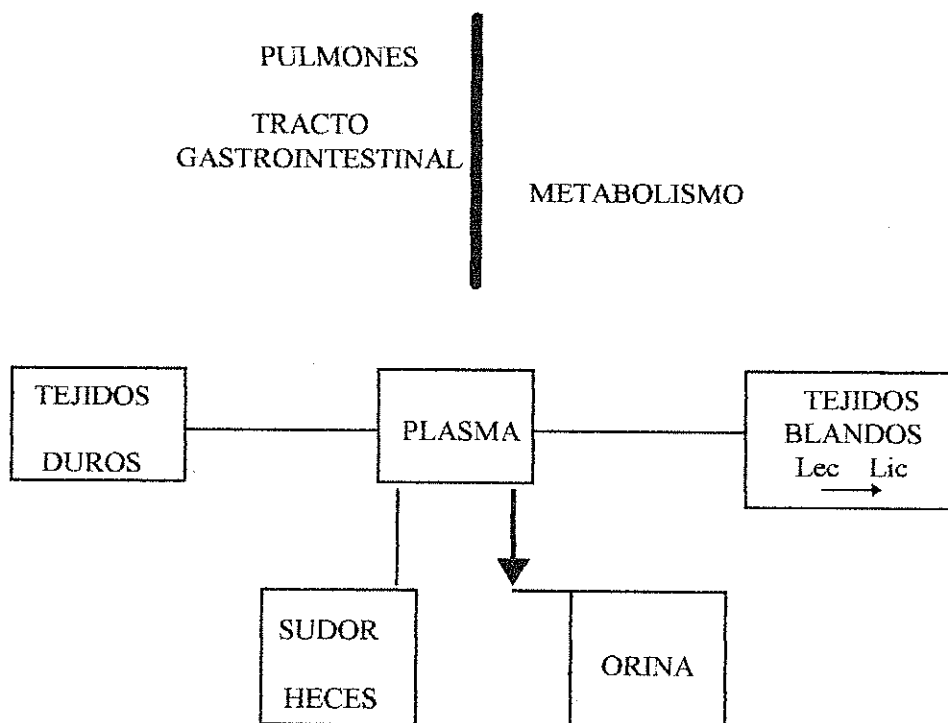 PULMONES
TRACTO
GASTROINTESTINAL
METABOLISMO
TEJIDOS
DUROS
PLASMA
TEJIDOS
BLANDOS
Lec Lic
SUDOR
HECES
ORINA